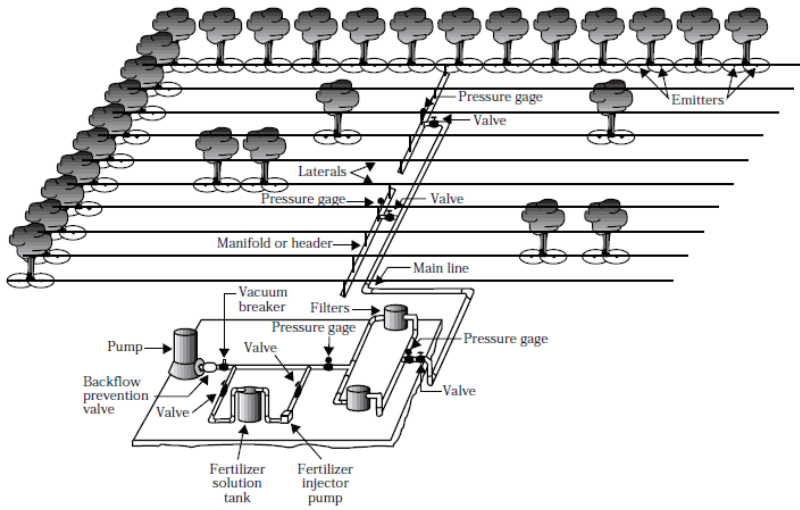 Pressure gage
Emitters
Valve
Laterals
Pressure gage
Valve
Manifold or header
Main line
Vacuum
breaker
Filters
Pressure gage
Pump
Valve
Pressure gage
Backflow
prevention
valve
Valve
Valve
Fertilizer
solution
tank
Fertilizer
injector
pump